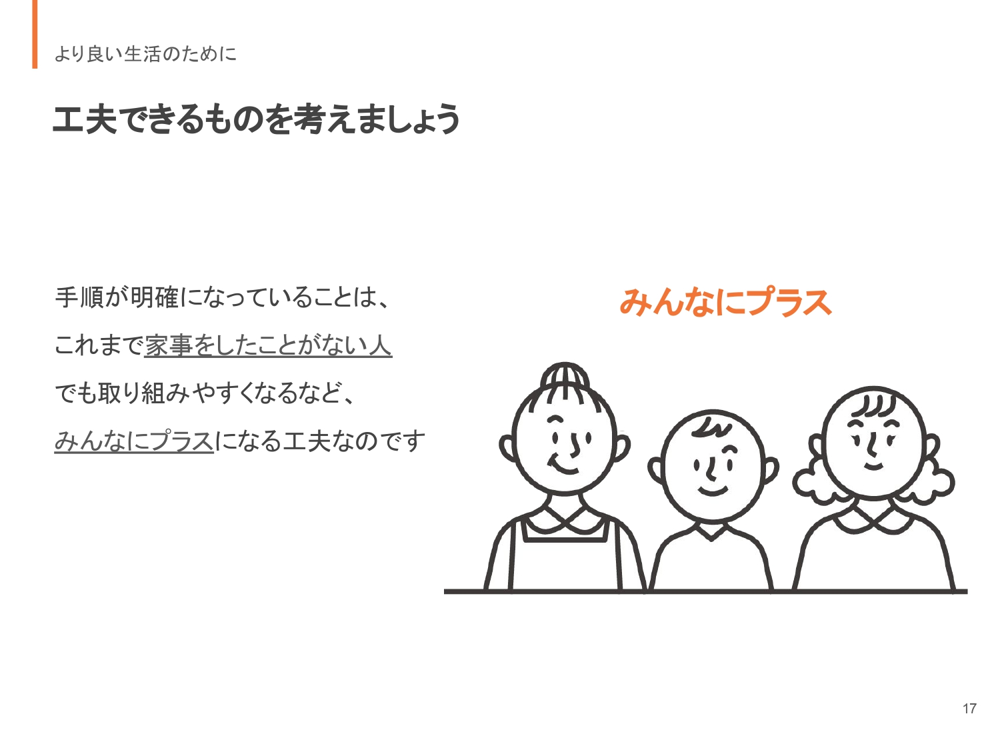 より良い生活のために
工夫できるものを考えましょう
手順が明確になっていることは、
これまで家事をしたことがない人
でも取り組みやすくなるなど、
みんなにプラスになる工夫なのです
みんなにプラス
17